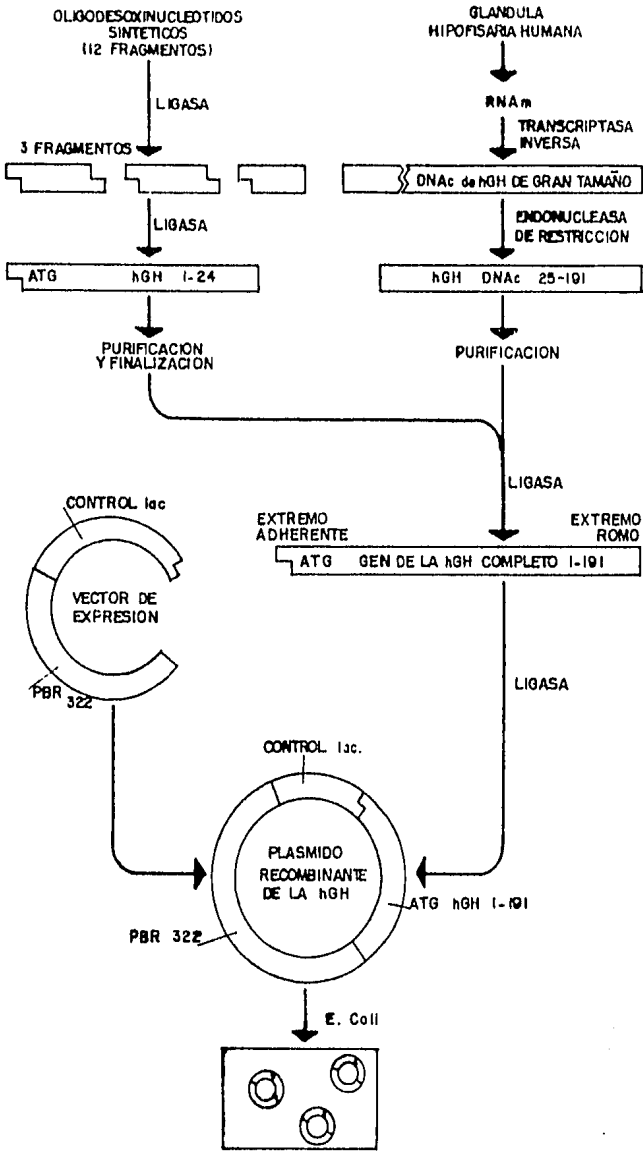 OLIGODESOXINUCLEOTIDOS
SINTETICOS
(12 FRAGMENTOS)
GLANDULA
HIPOFISARIA HUMANA
LIGASA
RNAm
TRANSCRIPTASA
INVERSA
3 FRAGMENTOS
DNAc de hGH DE GRAN TAMAÑO
LIGASA
ENDONUCLEASA
DE RESTRICCION
ATG hGH 1-24
hGH DNAc 25-191
PURIFICACION
Y FINALIZACION
PURIFICACION
LIGASA
CONTROL lac
EXTREMO
ADHERENTE
EXTREMO
ROMO
ATG GEN DE LA hGH COMPLETO 1-191
VECTOR DE
EXPRESION
PBR 322
LIGASA
CONTROL lac.
PLASMIDO
RECOMBINANTE
DE LA hGH
ATG hGH 1-191
PBR 322
E. Coli